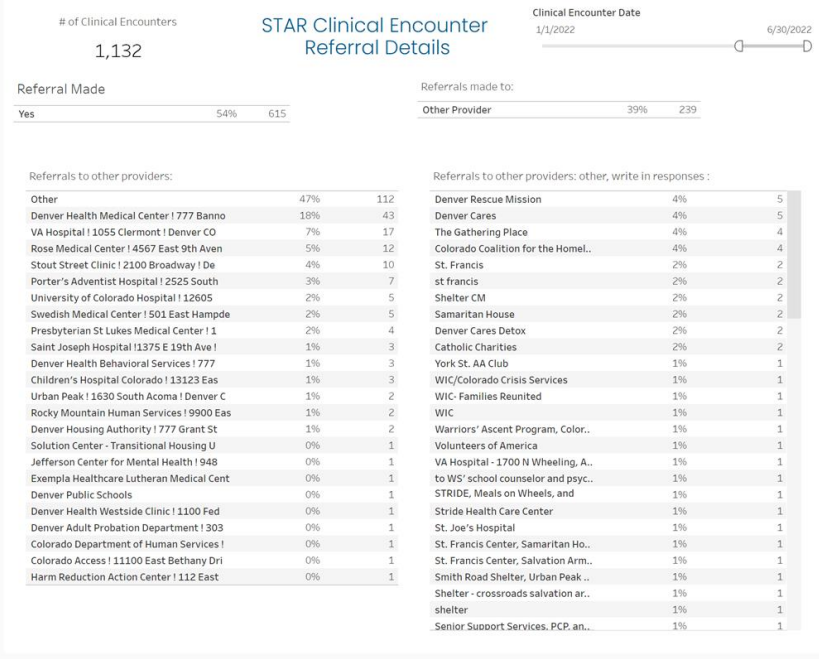 # of Clinical Encounters
1,132
STAR Clinical Encounter
Referral Details
Clinical Encounter Date
1/1/2022 6/30/2022
Referral Made
Yes 54% 615
Referrals made to:
Other Provider 39% 239
Referrals to other providers:
Other 47% 112
Denver Health Medical Center ! 777 Banno 18% 43
VA Hospital ! 1055 Clermont ! Denver CO 7% 17
Rose Medical Center ! 4567 East 9th Aven 5% 12
Stout Street Clinic ! 2100 Broadway ! De 4% 10
Porter's Adventist Hospital ! 2525 South 3% 7
University of Colorado Hospital ! 12605 2% 5
Swedish Medical Center ! 501 East Hampde 2% 5
Presbyterian St Lukes Medical Center ! 1 2% 4
Saint Joseph Hospital !1375 E 19th Ave ! 1% 3
Denver Health Behavioral Services ! 777 1% 3
Children's Hospital Colorado ! 13123 Eas 1% 3
Urban Peak ! 1630 South Acoma ! Denver C 1% 2
Rocky Mountain Human Services ! 9900 Eas 1% 2
Denver Housing Authority ! 777 Grant St 1% 2
Solution Center - Transitional Housing U 0% 1
Jefferson Center for Mental Health ! 948 0% 1
Exempla Healthcare Lutheran Medical Cent 0% 1
Denver Public Schools 0% 1
Denver Health Westside Clinic ! 1100 Fed 0% 1
Denver Adult Probation Department ! 303 0% 1
Colorado Department of Human Services ! 0% 1
Colorado Access ! 11100 East Bethany Dri 0% 1
Harm Reduction Action Center ! 112 East 0% 1
Referrals to other providers: other, write in responses :
Denver Rescue Mission 4% 5
Denver Cares 4% 5
The Gathering Place 4% 4
Colorado Coalition for the Homel.. 4% 4
St. Francis 2% 2
st francis 2% 2
Shelter CM 2% 2
Samaritan House 2% 2
Denver Cares Detox 2% 2
Catholic Charities 2% 2
York St. AA Club 1% 1
WIC/Colorado Crisis Services 1% 1
WIC- Families Reunited 1% 1
WIC 1% 1
Warriors' Ascent Program, Color.. 1% 1
Volunteers of America 1% 1
VA Hospital - 1700 N Wheeling, A.. 1% 1
to WS' school counselor and psyc.. 1% 1
STRIDE, Meals on Wheels, and 1% 1
Stride Health Care Center 1% 1
St. Joe's Hospital 1% 1
St. Francis Center, Samaritan Ho.. 1% 1
St. Francis Center, Salvation Arm.. 1% 1
Smith Road Shelter, Urban Peak .. 1% 1
Shelter - crossroads salvation ar.. 1% 1
shelter 1% 1
Senior Support Services, PCP, an.. 1% 1